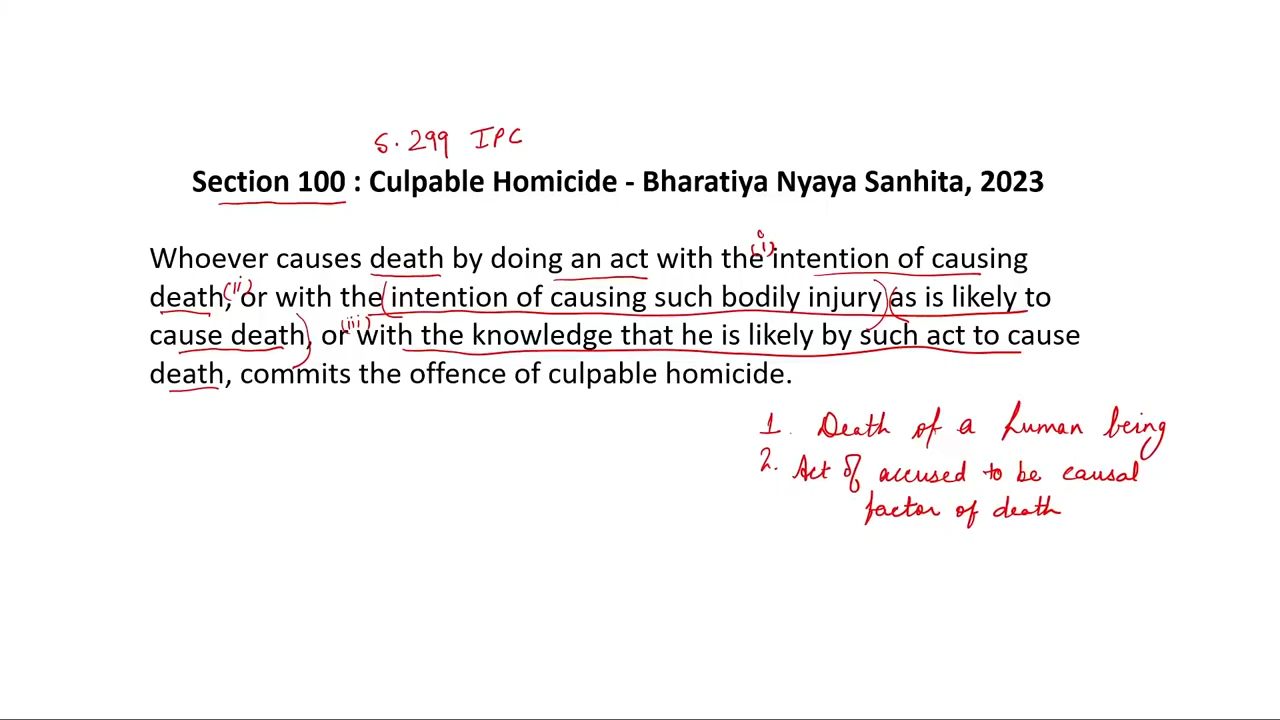 S. 299 IPC
Section 100 : Culpable Homicide - Bharatiya Nyaya Sanhita, 2023
Whoever causes death by doing an act with the (i) intention of causing
death, (ii) or with the (intention of causing such bodily injury) (as is likely to
cause death), or (iii) with the knowledge that he is likely by such act to cause
death, commits the offence of culpable homicide.
1. Death of a human being
2. Act of accused to be causal
factor of death